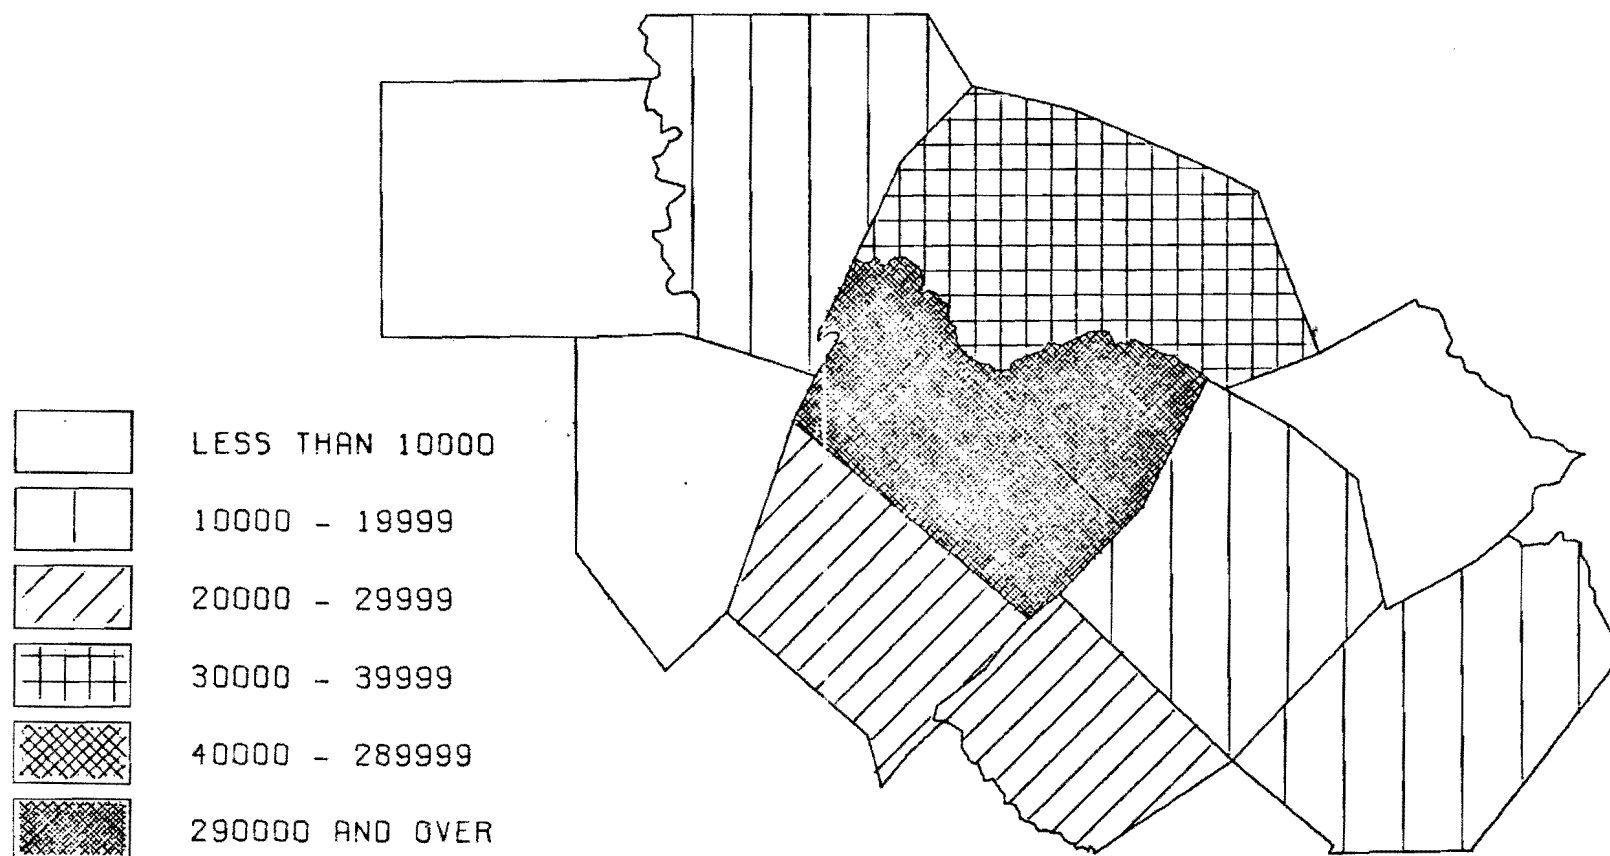 LESS THAN 10000
10000 - 19999
20000 - 29999
30000 - 39999
40000 - 289999
290000 AND OVER